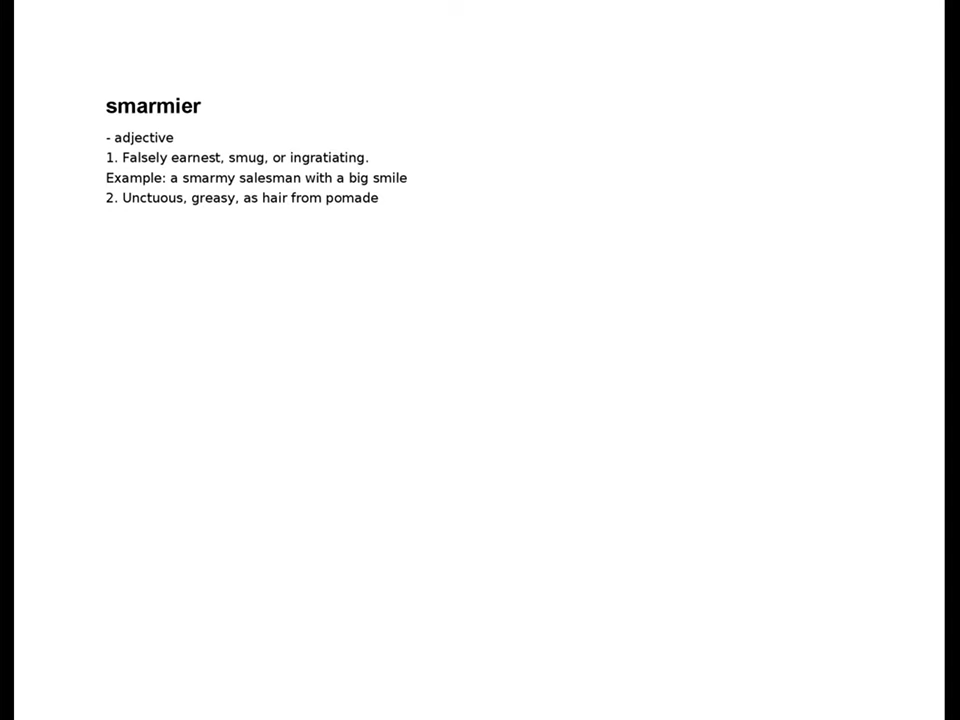 smarmier
- adjective
1. Falsely earnest, smug, or ingratiating.
Example: a smarmy salesman with a big smile
2. Unctuous, greasy, as hair from pomade